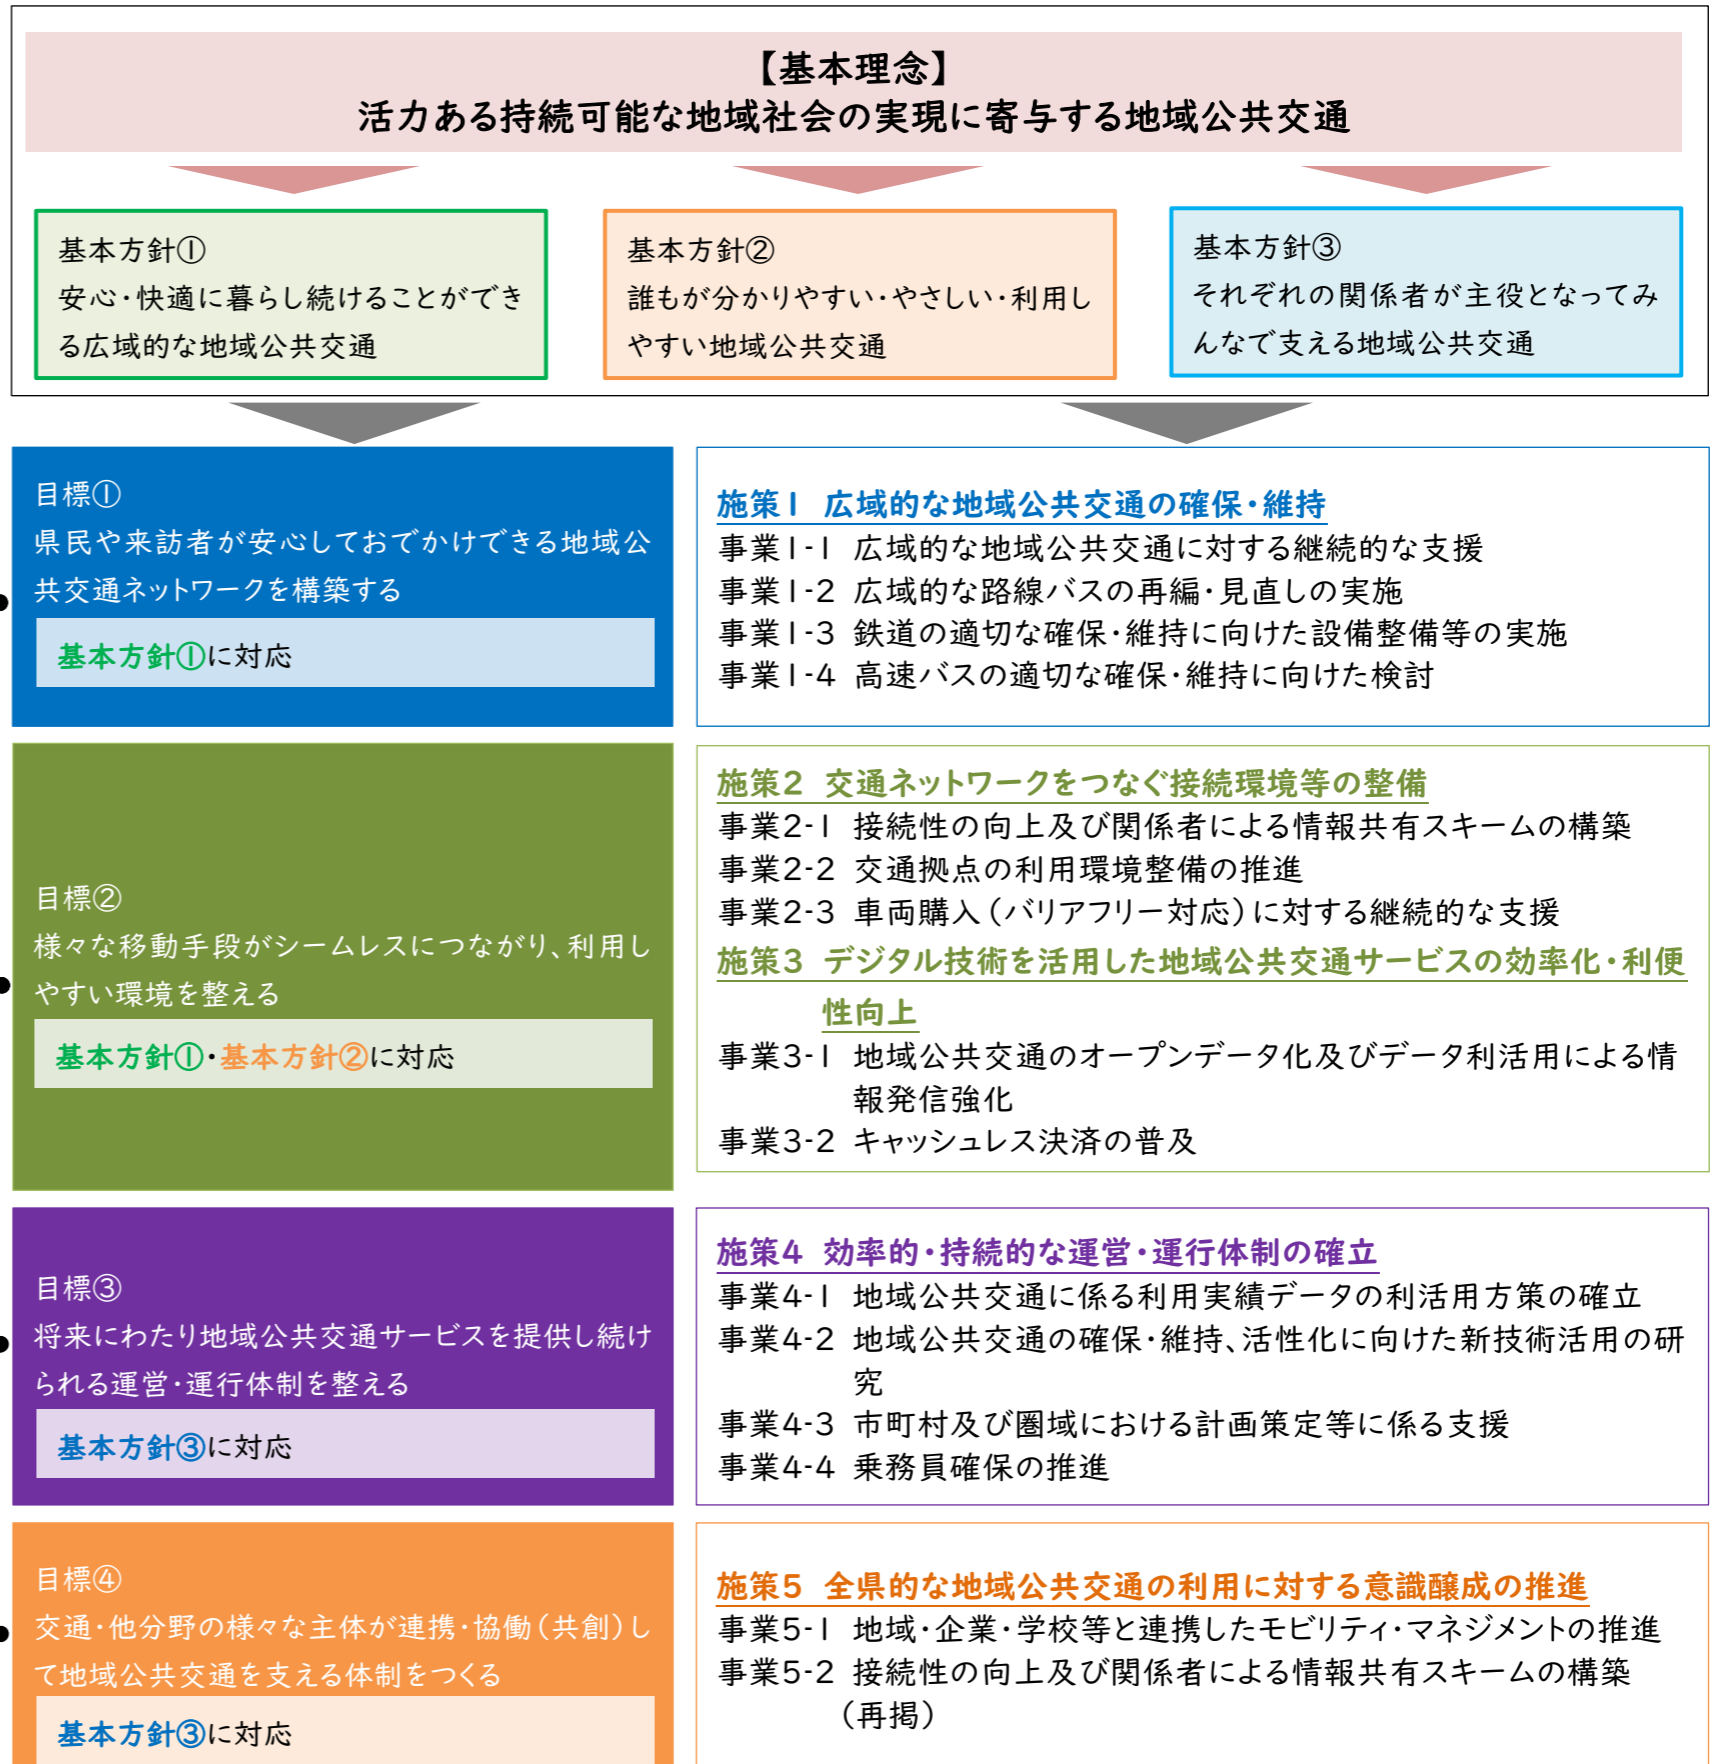 【基本理念】
活力ある持続可能な地域社会の実現に寄与する地域公共交通
基本方針①
安心・快適に暮らし続けることができ
る広域的な地域公共交通
基本方針②
誰もが分かりやすい・やさしい・利用し
やすい地域公共交通
基本方針③
それぞれの関係者が主役となってみ
んなで支える地域公共交通
目標①
県民や来訪者が安心しておでかけできる地域公
共交通ネットワークを構築する
基本方針①に対応
施策1 広域的な地域公共交通の確保・維持
事業1-1 広域的な地域公共交通に対する継続的な支援
事業1-2 広域的な路線バスの再編・見直しの実施
事業1-3 鉄道の適切な確保・維持に向けた設備整備等の実施
事業1-4 高速バスの適切な確保・維持に向けた検討
目標②
様々な移動手段がシームレスにつながり、利用し
やすい環境を整える
基本方針①・基本方針②に対応
施策2 交通ネットワークをつなぐ接続環境等の整備
事業2-1 接続性の向上及び関係者による情報共有スキームの構築
事業2-2 交通拠点の利用環境整備の推進
事業2-3 車両購入（バリアフリー対応）に対する継続的な支援
施策3 デジタル技術を活用した地域公共交通サービスの効率化・利便
性向上
事業3-1 地域公共交通のオープンデータ化及びデータ利活用による情
報発信強化
事業3-2 キャッシュレス決済の普及
目標③
将来にわたり地域公共交通サービスを提供し続け
られる運営・運行体制を整える
基本方針③に対応
施策4 効率的・持続的な運営・運行体制の確立
事業4-1 地域公共交通に係る利用実績データの利活用方策の確立
事業4-2 地域公共交通の確保・維持、活性化に向けた新技術活用の研
究
事業4-3 市町村及び圏域における計画策定等に係る支援
事業4-4 乗務員確保の推進
目標④
交通・他分野の様々な主体が連携・協働（共創）し
て地域公共交通を支える体制をつくる
基本方針③に対応
施策5 全県的な地域公共交通の利用に対する意識醸成の推進
事業5-1 地域・企業・学校等と連携したモビリティ・マネジメントの推進
事業5-2 接続性の向上及び関係者による情報共有スキームの構築
（再掲）